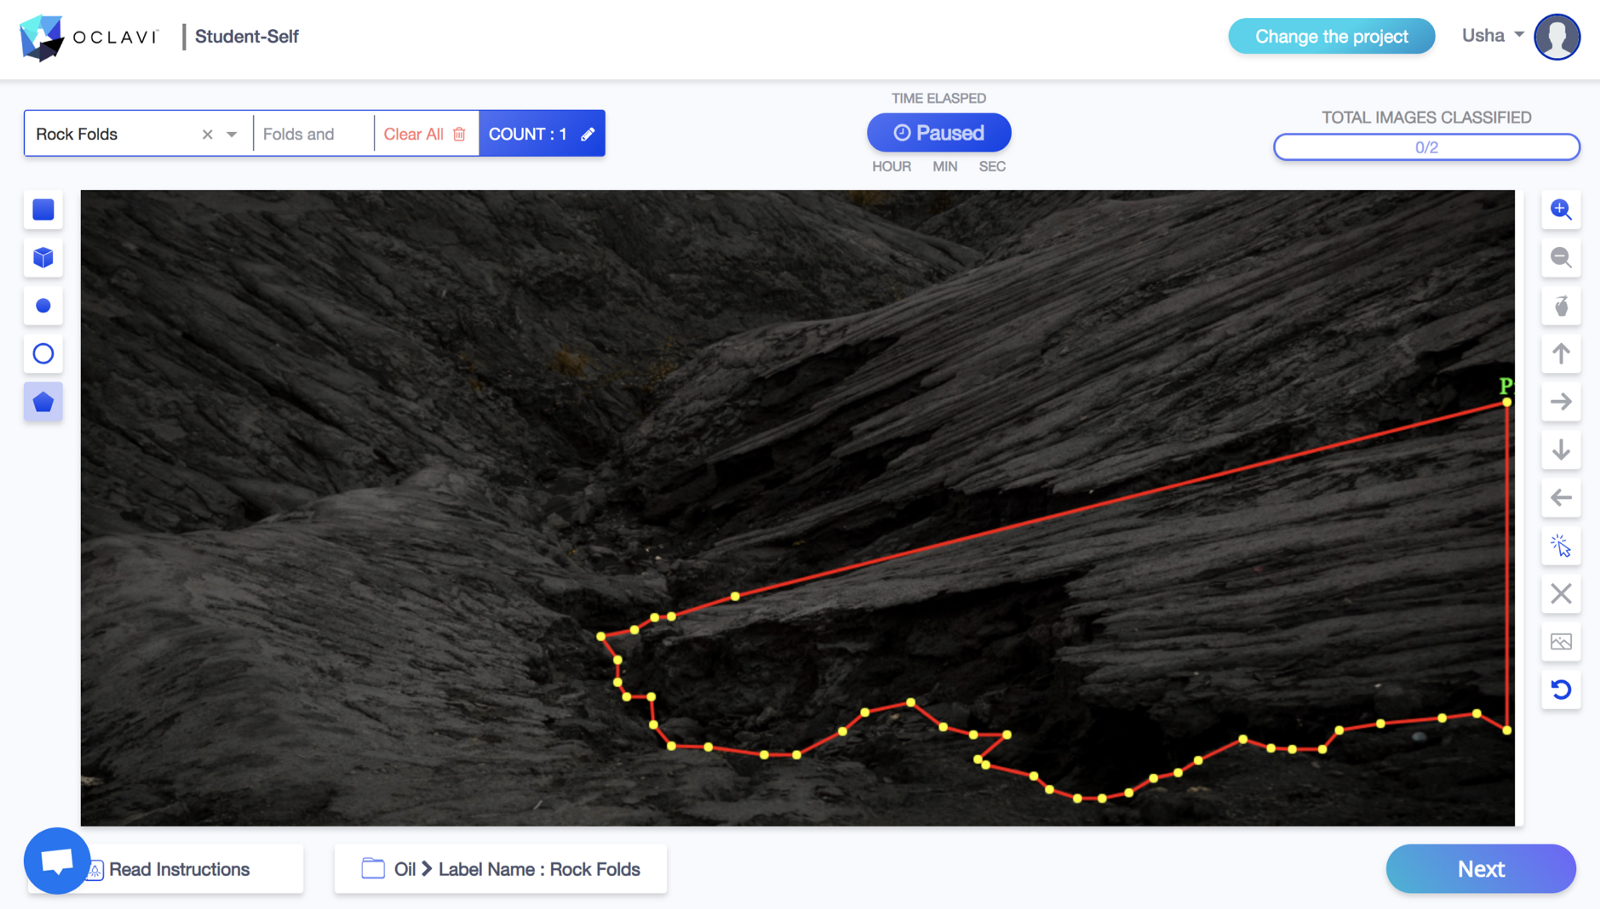 OCLAVI
Student-Self
Change the project
Usha
Rock Folds
Folds and
Clear All
COUNT : 1
TIME ELASPED
Paused
HOUR MIN SEC
TOTAL IMAGES CLASSIFIED
0/2
Read Instructions
Oil > Label Name : Rock Folds
Next